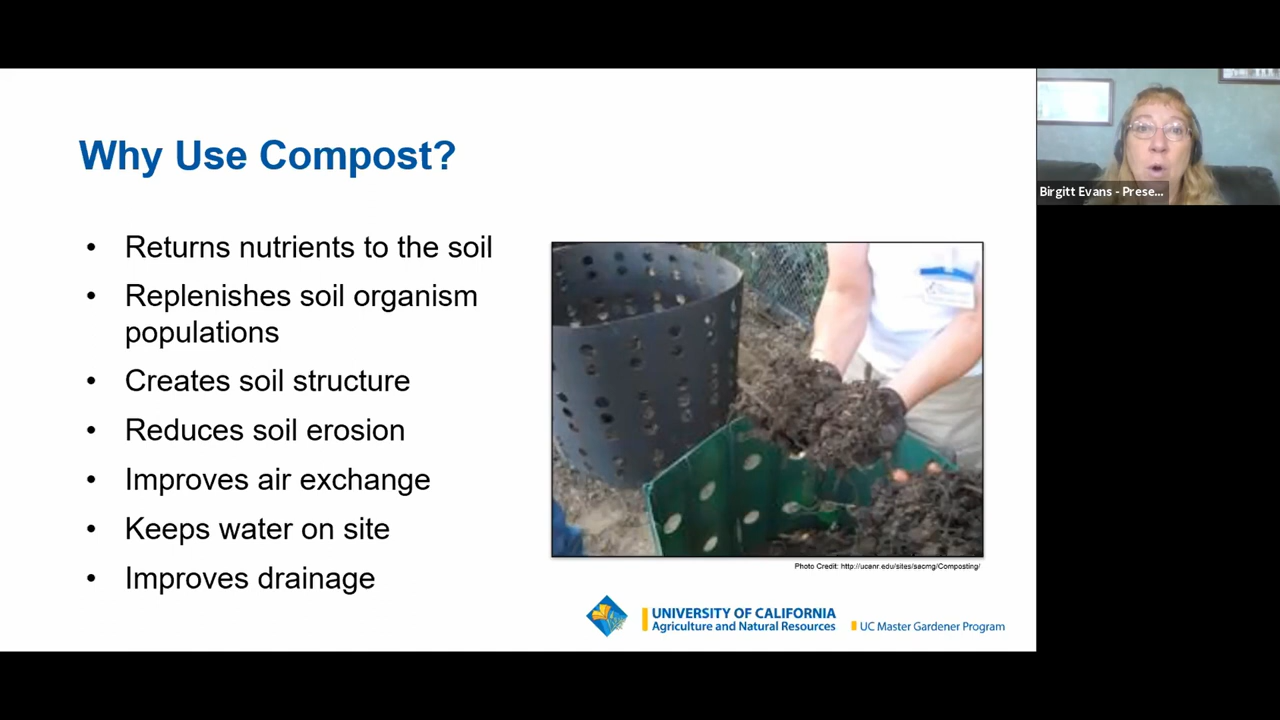 Why Use Compost?
• Returns nutrients to the soil
• Replenishes soil organism
populations
• Creates soil structure
• Reduces soil erosion
• Improves air exchange
• Keeps water on site
• Improves drainage
Photo Credit: http://ucanr.edu/sites/sacmg/Composting/
UNIVERSITY OF CALIFORNIA
Agriculture and Natural Resources
UC Master Gardener Program
Birgitt Evans - Prese...